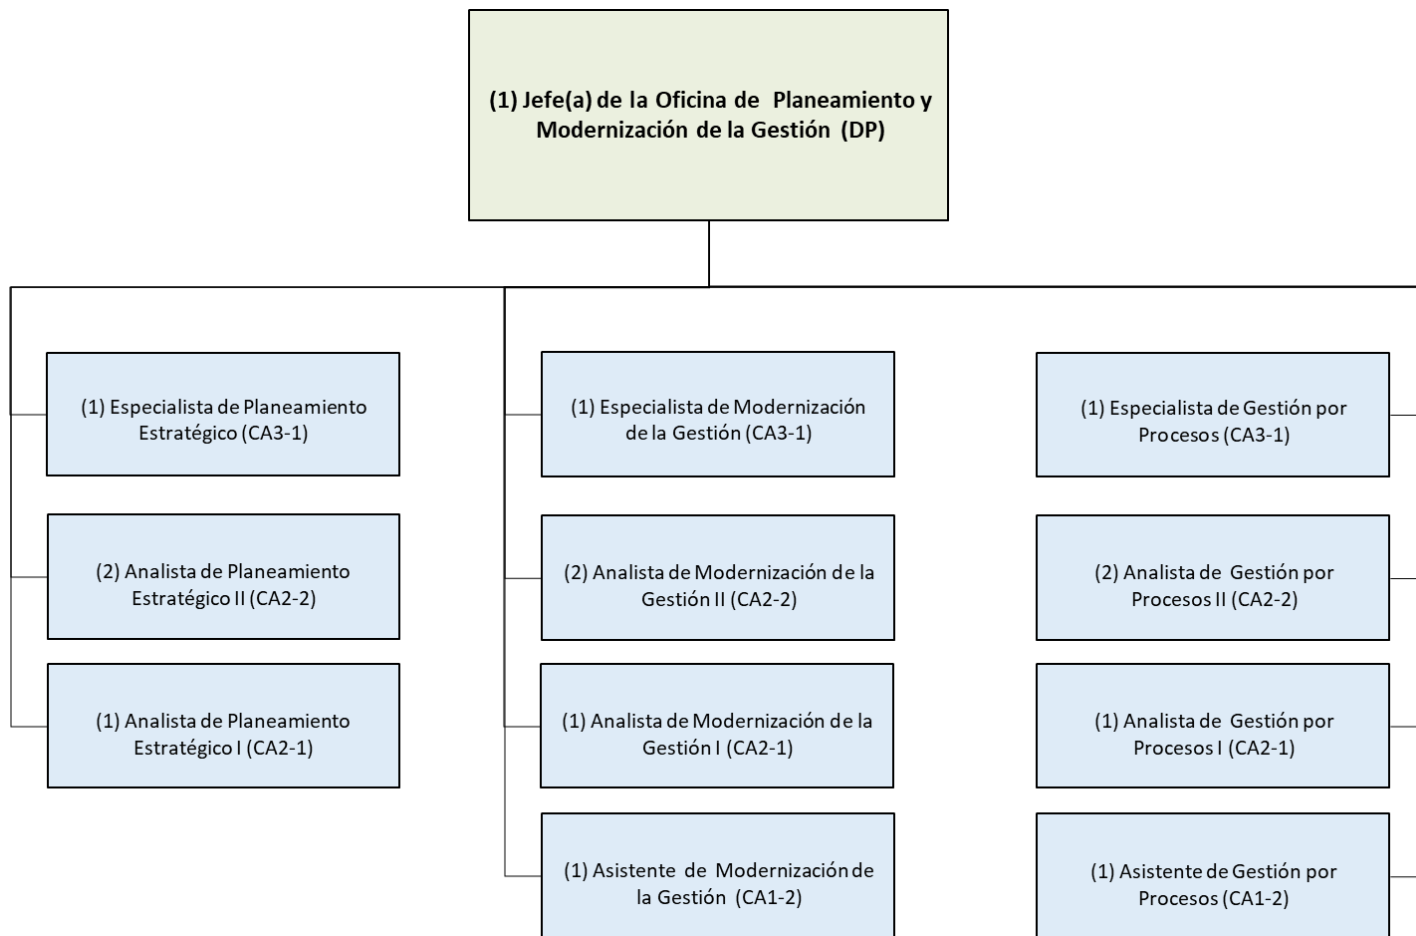 (1) Jefe(a) de la Oficina de Planeamiento y
Modernización de la Gestión (DP)
(1) Especialista de Planeamiento
Estratégico (CA3-1)
(2) Analista de Planeamiento
Estratégico II (CA2-2)
(1) Analista de Planeamiento
Estratégico I (CA2-1)
(1) Especialista de Modernización
de la Gestión (CA3-1)
(2) Analista de Modernización de la
Gestión II (CA2-2)
(1) Analista de Modernización de la
Gestión I (CA2-1)
(1) Asistente de Modernización de
la Gestión (CA1-2)
(1) Especialista de Gestión por
Procesos (CA3-1)
(2) Analista de Gestión por
Procesos II (CA2-2)
(1) Analista de Gestión por
Procesos I (CA2-1)
(1) Asistente de Gestión por
Procesos (CA1-2)